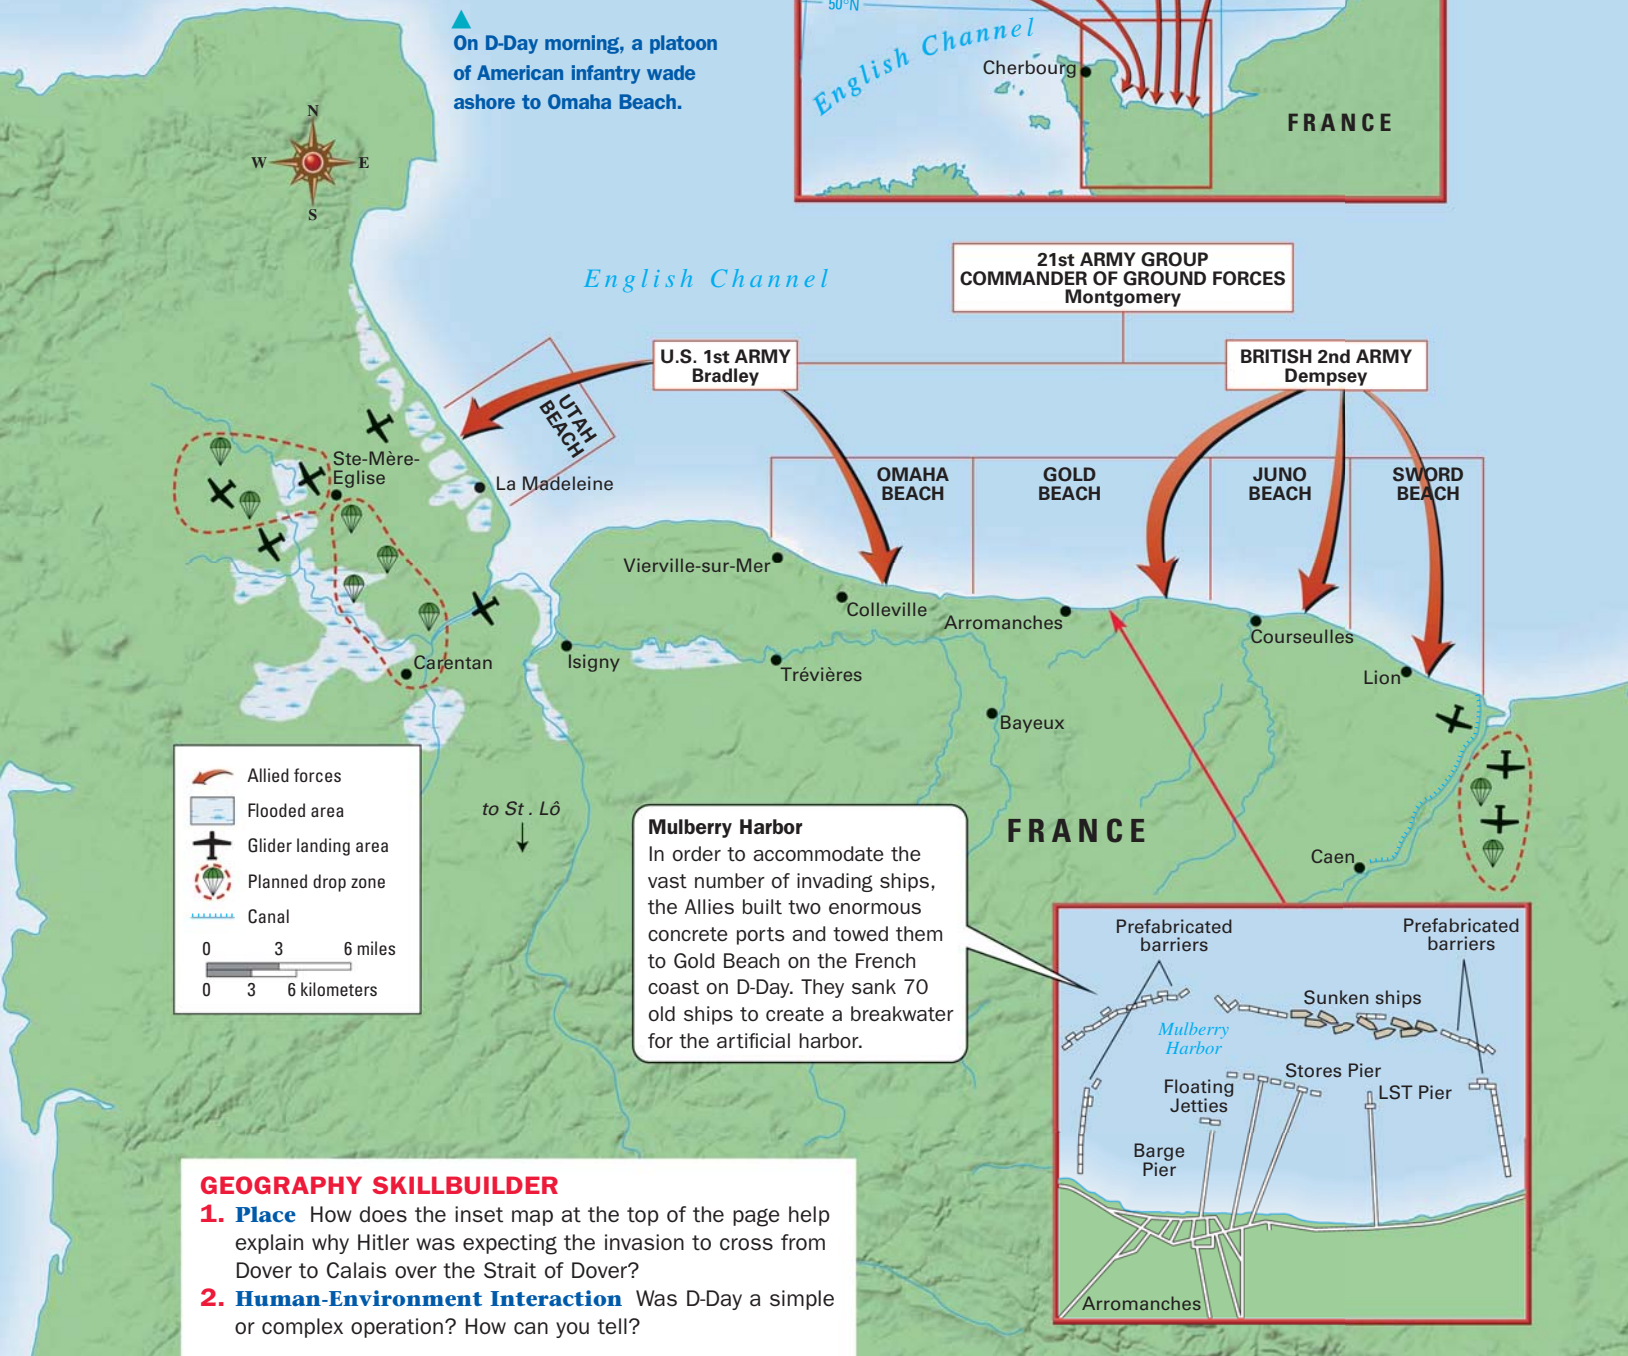 On D-Day morning, a platoon
of American infantry wade
ashore to Omaha Beach.
50°N
English Channel
Cherbourg
FRANCE
N
W
E
S
English Channel
21st ARMY GROUP
COMMANDER OF GROUND FORCES
Montgomery
U.S. 1st ARMY
Bradley
BRITISH 2nd ARMY
Dempsey
UTAH
BEACH
OMAHA
BEACH
GOLD
BEACH
JUNO
BEACH
SWORD
BEACH
Ste-Mère-
Eglise
La Madeleine
Vierville-sur-Mer
Colleville
Arromanches
Courseulles
Lion
Carentan
Isigny
Trévières
Bayeux
to St . Lô
FRANCE
Caen
Allied forces
Flooded area
Glider landing area
Planned drop zone
Canal
0 3 6 miles
0 3 6 kilometers
Mulberry Harbor
In order to accommodate the
vast number of invading ships,
the Allies built two enormous
concrete ports and towed them
to Gold Beach on the French
coast on D-Day. They sank 70
old ships to create a breakwater
for the artificial harbor.
Prefabricated
barriers
Prefabricated
barriers
Sunken ships
Mulberry
Harbor
Stores Pier
Floating
Jetties
LST Pier
Barge
Pier
Arromanches
GEOGRAPHY SKILLBUILDER
1. Place How does the inset map at the top of the page help
explain why Hitler was expecting the invasion to cross from
Dover to Calais over the Strait of Dover?
2. Human-Environment Interaction Was D-Day a simple
or complex operation? How can you tell?